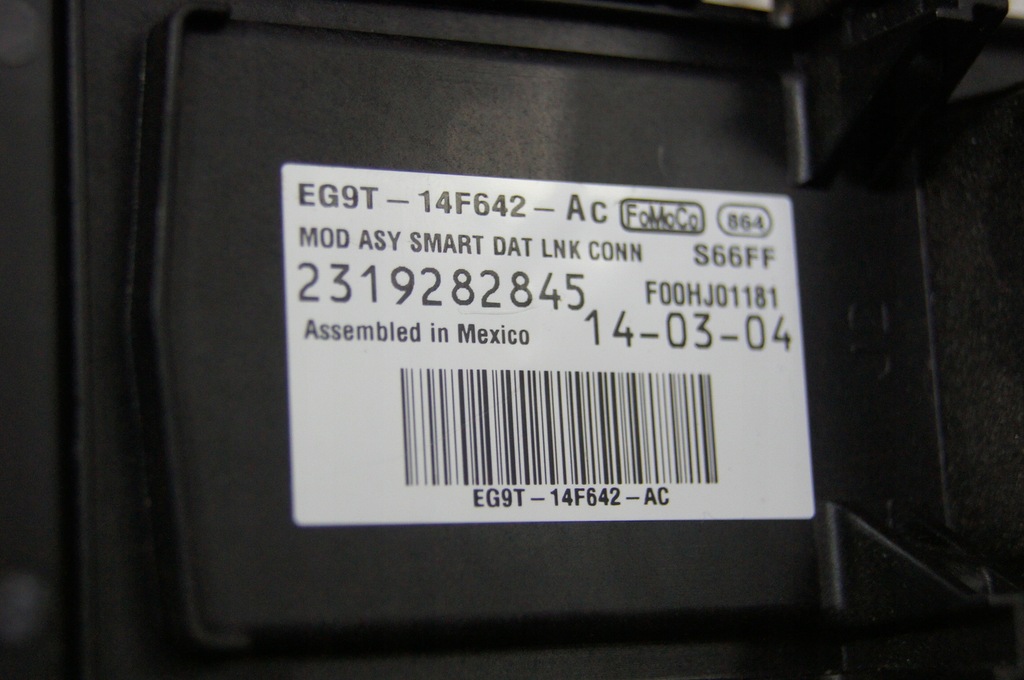 EG9T-14F642-AC FoMoCo 864
MOD ASY SMART DAT LNK CONN S66FF
2319282845 F00HJ01181
Assembled in Mexico 14-03-04
EG9T-14F642-AC